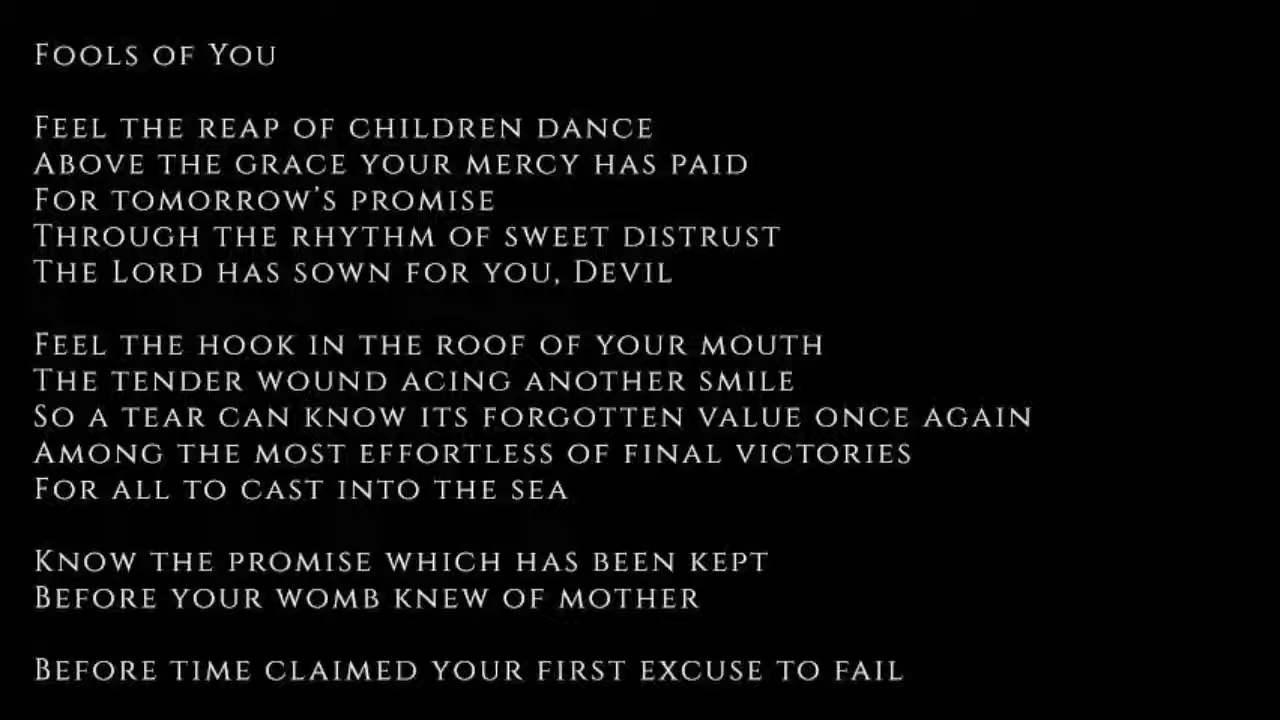 Fools of You
Feel the reap of children dance
Above the grace your mercy has paid
For tomorrow's promise
Through the rhythm of sweet distrust
The Lord has sown for you, Devil
Feel the hook in the roof of your mouth
The tender wound acing another smile
So a tear can know its forgotten value once again
Among the most effortless of final victories
For all to cast into the sea
Know the promise which has been kept
Before your womb knew of mother
Before time claimed your first excuse to fail